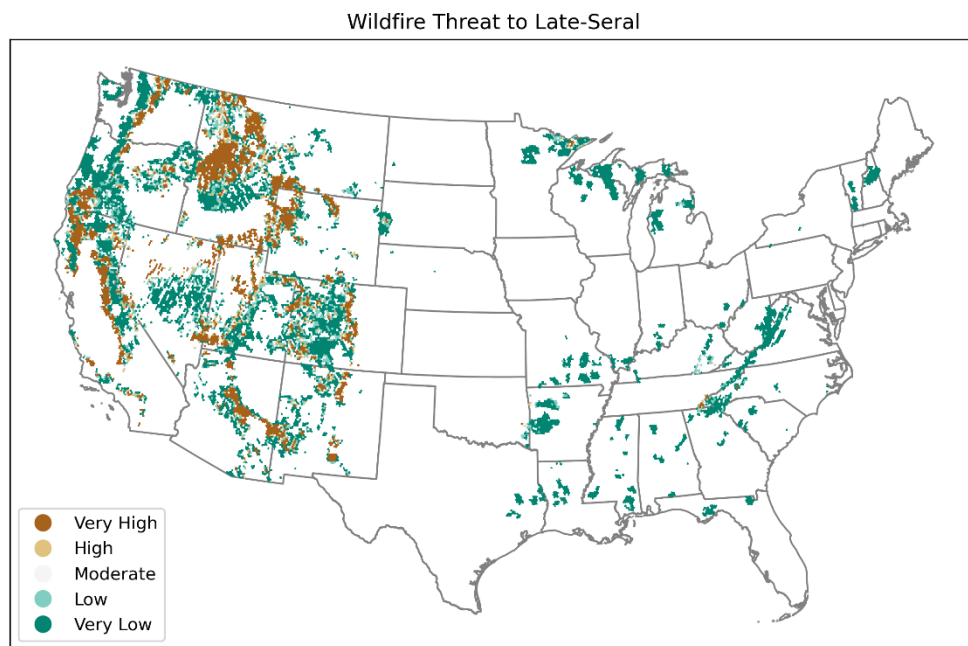 Wildfire Threat to Late-Seral
Very High
High
Moderate
Low
Very Low